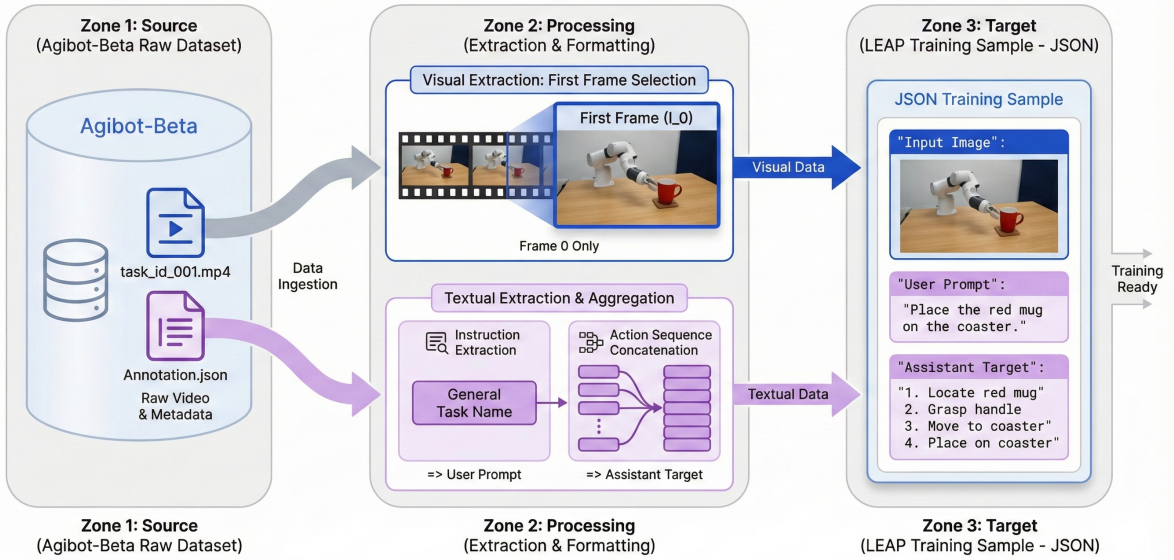 Zone 1: Source
(Agibot-Beta Raw Dataset)
Agibot-Beta
task_id_001.mp4
Annotation.json
Raw Video
& Metadata
Zone 1: Source
(Agibot-Beta Raw Dataset)
Data
Ingestion
Zone 2: Processing
(Extraction & Formatting)
Visual Extraction: First Frame Selection
First Frame (I_0)
Frame 0 Only
Textual Extraction & Aggregation
Instruction
Extraction
General
Task Name
=> User Prompt
Action Sequence
Concatenation
=> Assistant Target
Zone 2: Processing
(Extraction & Formatting)
Visual Data
Textual Data
Zone 3: Target
(LEAP Training Sample - JSON)
JSON Training Sample
"Input Image":
"User Prompt":
"Place the red mug
on the coaster."
"Assistant Target":
"1. Locate red mug"
2. Grasp handle
3. Move to coaster"
4. Place on coaster"
Zone 3: Target
(LEAP Training Sample - JSON)
Training
Ready